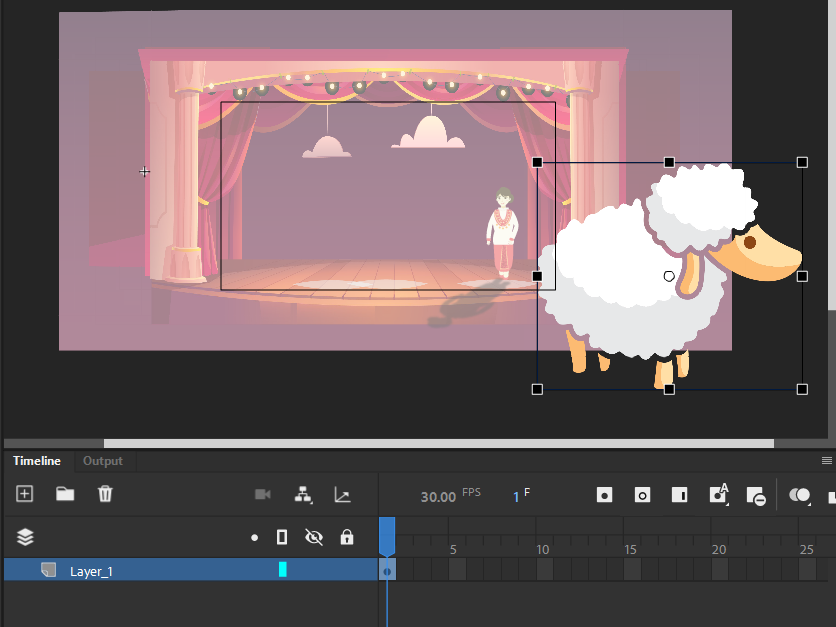 Timeline Output
30.00 FPS 1 F
A
5 10 15 20 25
Layer_1